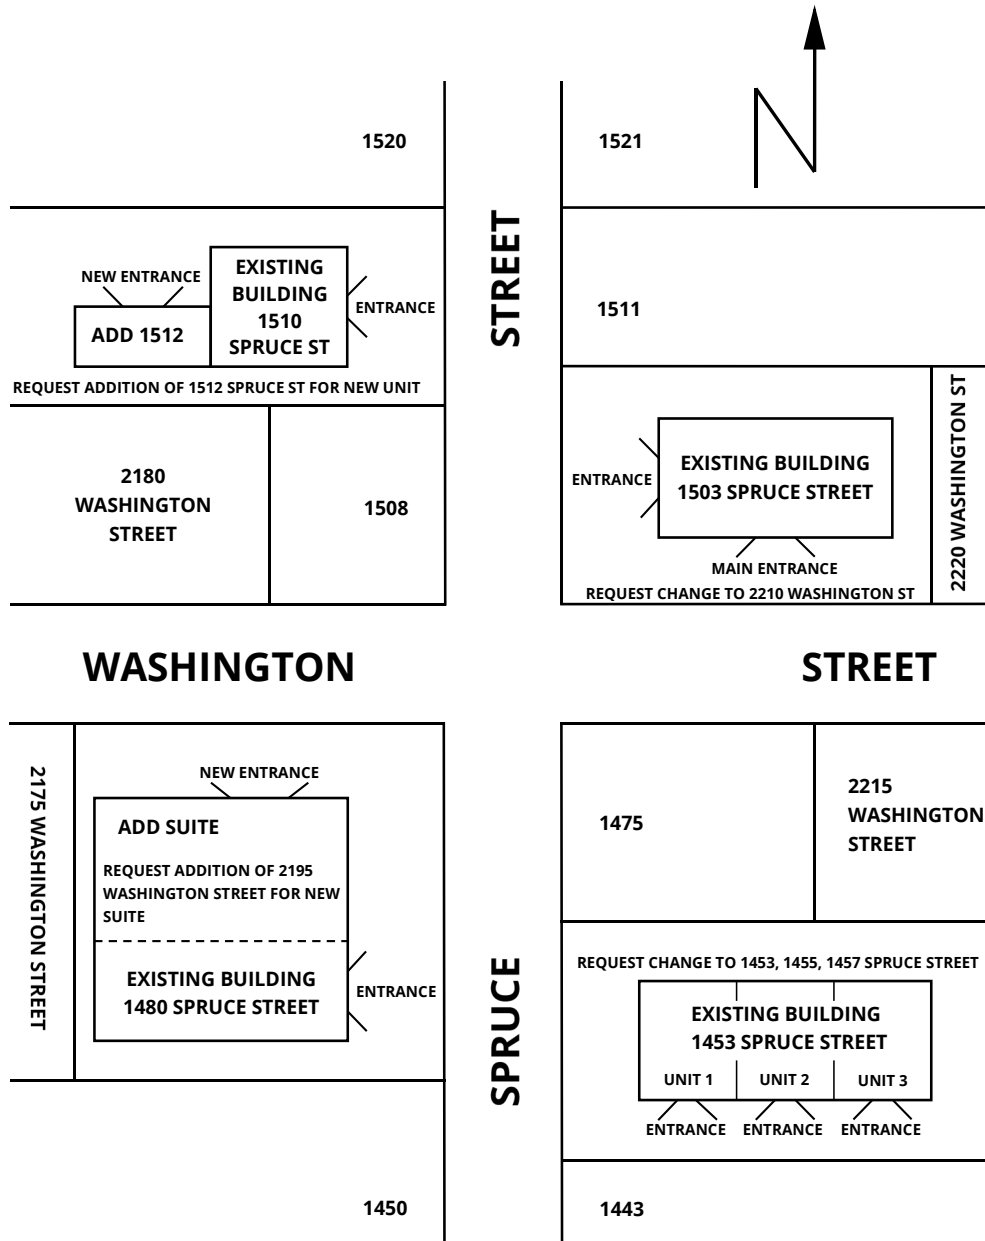 1520
1521
STREET
NEW ENTRANCE
EXISTING
BUILDING
1510
SPRUCE ST
ENTRANCE
ADD 1512
REQUEST ADDITION OF 1512 SPRUCE ST FOR NEW UNIT
1511
2180
WASHINGTON
STREET
1508
ENTRANCE
EXISTING BUILDING
1503 SPRUCE STREET
MAIN ENTRANCE
REQUEST CHANGE TO 2210 WASHINGTON ST
2220 WASHINGTON ST
WASHINGTON
STREET
2175 WASHINGTON STREET
NEW ENTRANCE
ADD SUITE
REQUEST ADDITION OF 2195
WASHINGTON STREET FOR NEW
SUITE
EXISTING BUILDING
1480 SPRUCE STREET
ENTRANCE
SPRUCE
1475
2215
WASHINGTON
STREET
REQUEST CHANGE TO 1453, 1455, 1457 SPRUCE STREET
EXISTING BUILDING
1453 SPRUCE STREET
UNIT 1
UNIT 2
UNIT 3
ENTRANCE
ENTRANCE
ENTRANCE
1450
1443
N